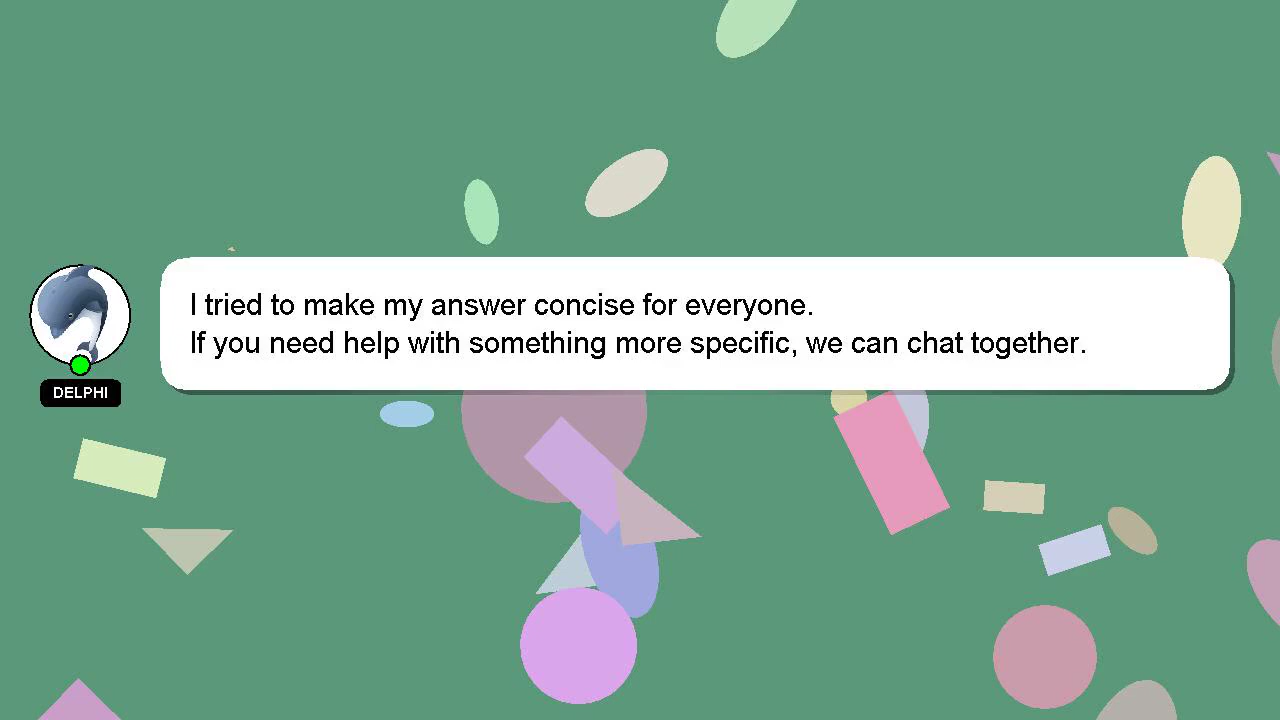 I tried to make my answer concise for everyone.
If you need help with something more specific, we can chat together.
DELPHI